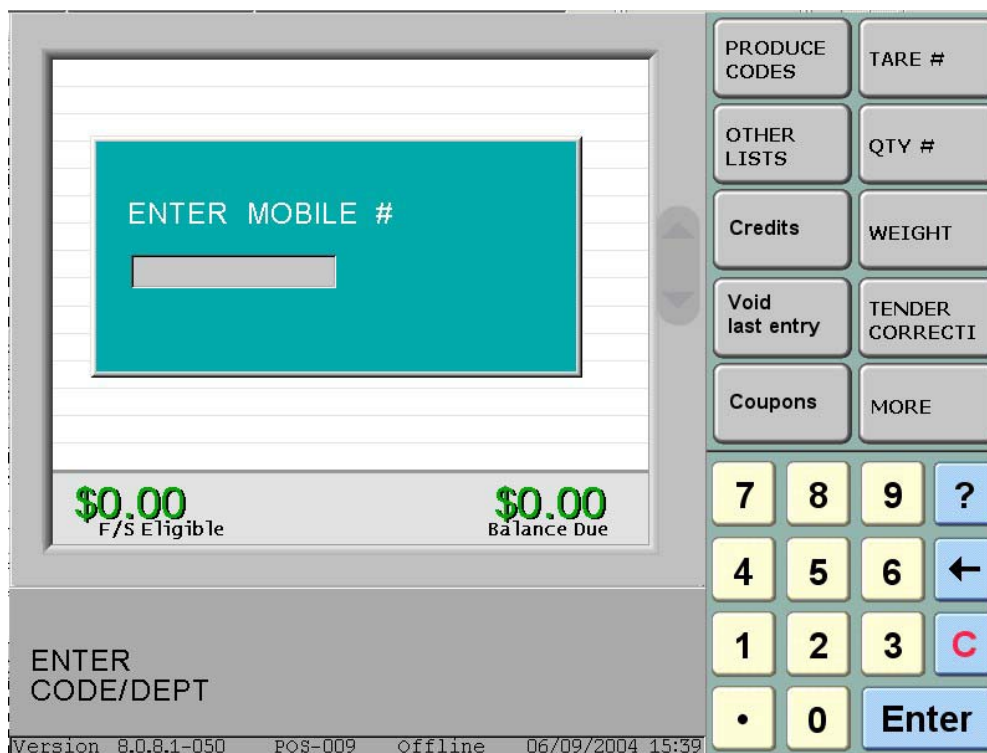 ENTER MOBILE #
$0.00
F/S Eligible
$0.00
Balance Due
ENTER
CODE/DEPT
Version 8.0.8.1-050 POS-009 Offline 06/09/2004 15:39
PRODUCE
CODES
TARE #
OTHER
LISTS
QTY #
Credits
WEIGHT
Void
last entry
TENDER
CORRECTI
Coupons
MORE
7 8 9 ?
4 5 6 ←
1 2 3 C
• 0 Enter